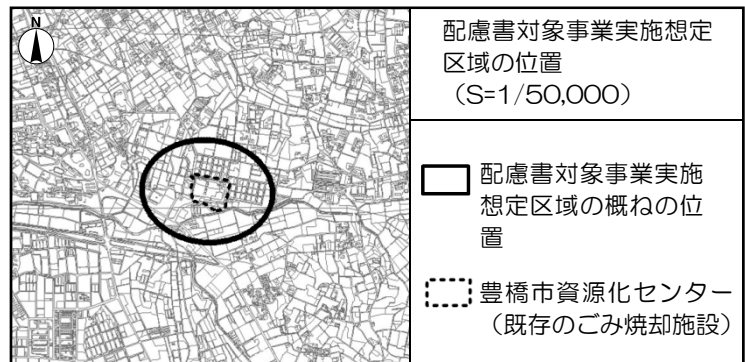 N
配慮書対象事業実施想定
区域の位置
（S=1/50,000）
配慮書対象事業実施
想定区域の概ねの位
置
豊橋市資源化センター
（既存のごみ焼却施設）